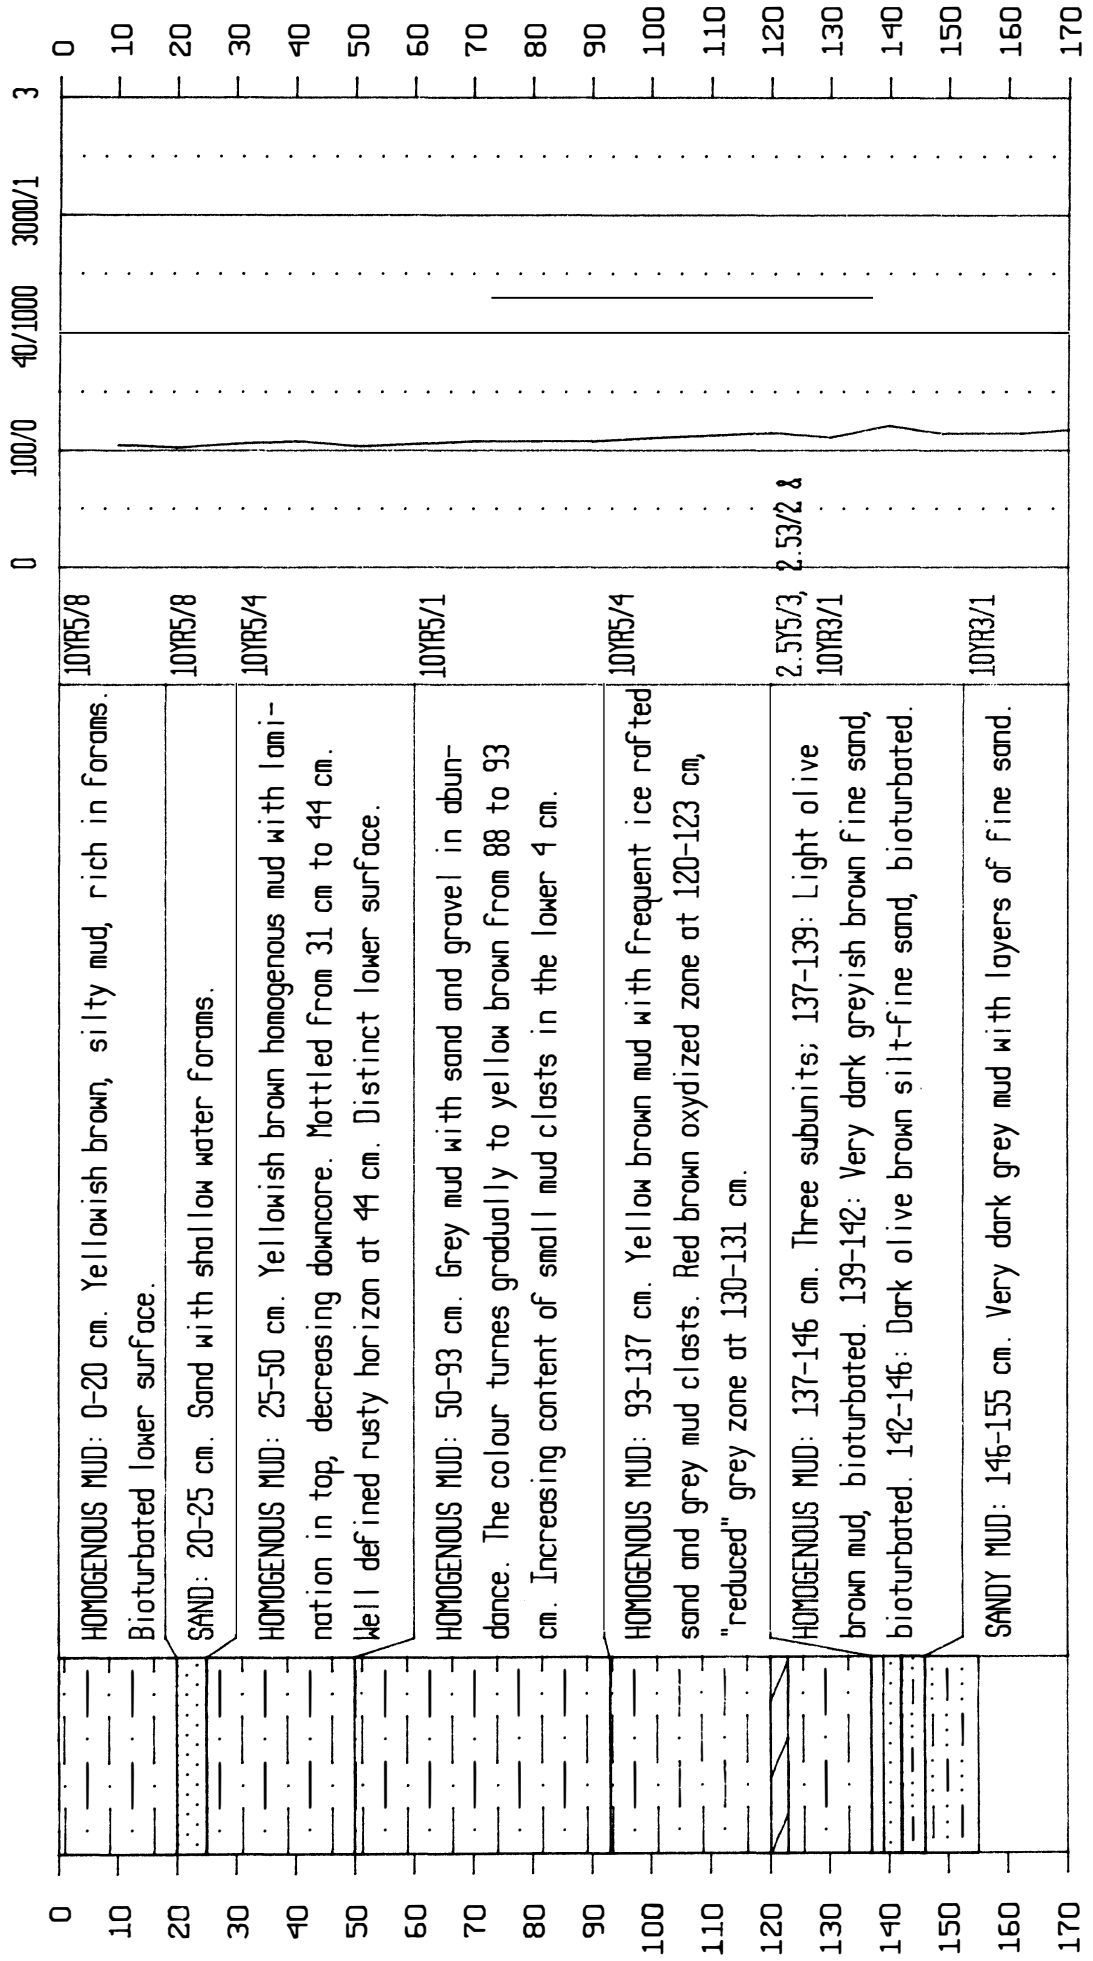 0
10
20
30
40
50
60
70
80
90
100
110
120
130
140
150
160
170
HOMOGENOUS MUD: 0-20 cm. Yellowish brown, silty mud, rich in forams.
Bioturbated lower surface.
10YR5/8
SAND: 20-25 cm. Sand with shallow water forams.
10YR5/8
HOMOGENOUS MUD: 25-50 cm. Yellowish brown homogenous mud with lami-
nation in top, decreasing downcore. Mottled from 31 cm to 44 cm.
Well defined rusty horizon at 44 cm. Distinct lower surface.
10YR5/4
HOMOGENOUS MUD: 50-93 cm. Grey mud with sand and gravel in abun-
dance. The colour turnes gradually to yellow brown from 88 to 93
cm. Increasing content of small mud clasts in the lower 4 cm.
10YR5/1
HOMOGENOUS MUD: 93-137 cm. Yellow brown mud with frequent ice rafted
sand and grey mud clasts. Red brown oxydized zone at 120-123 cm,
"reduced" grey zone at 130-131 cm.
10YR5/4
HOMOGENOUS MUD: 137-146 cm. Three subunits; 137-139: Light olive
brown mud, bioturbated. 139-142: Very dark greyish brown fine sand,
bioturbated. 142-146: Dark olive brown silt-fine sand, bioturbated.
2.5Y5/3, 2.53/2 &
10YR3/1
SANDY MUD: 146-155 cm. Very dark grey mud with layers of fine sand.
10YR3/1
0 100/0 40/1000 3000/1 3
0
10
20
30
40
50
60
70
80
90
100
110
120
130
140
150
160
170